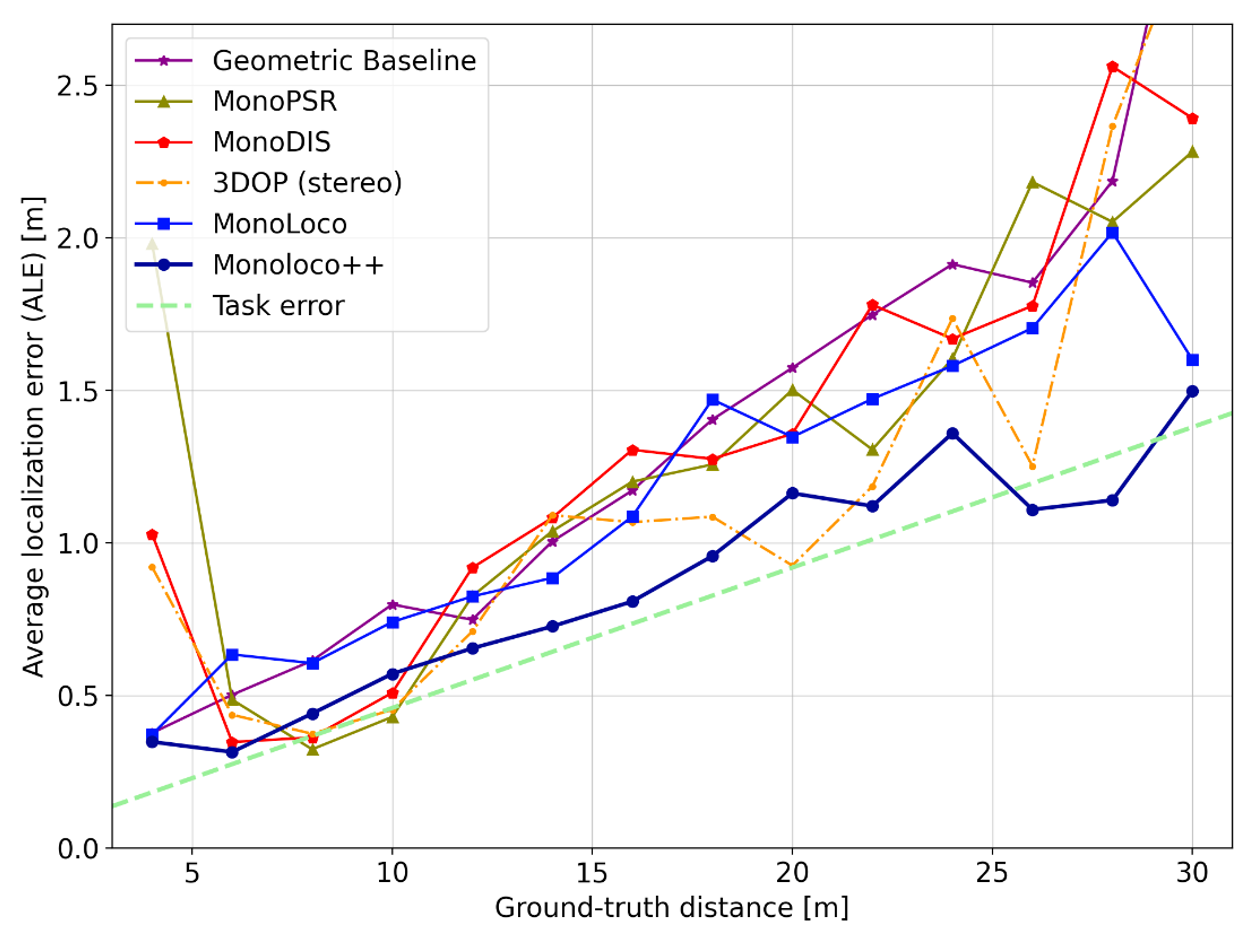 Geometric Baseline
MonoPSR
MonoDIS
3DOP (stereo)
MonoLoco
Monoloco++
Task error
Average localization error (ALE) [m]
2.5
2.0
1.5
1.0
0.5
0.0
5 10 15 20 25 30
Ground-truth distance [m]